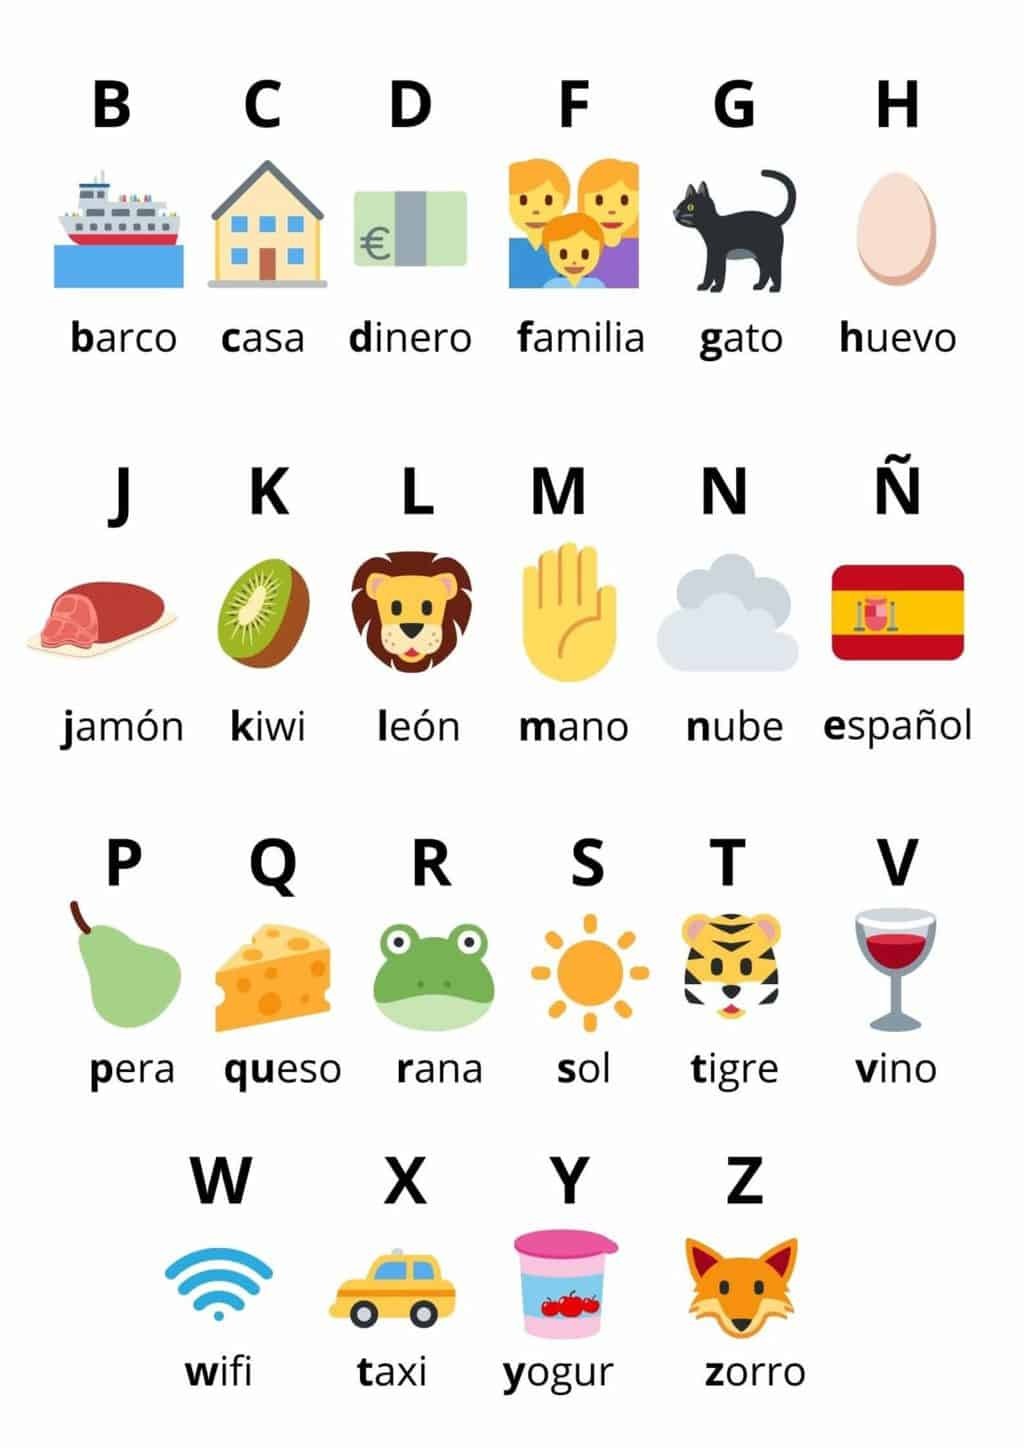 B C D F G H
€
barco casa dinero familia gato huevo
J K L M N Ñ
jamón kiwi león mano nube español
P Q R S T V
pera queso rana sol tigre vino
W X Y Z
wifi taxi yogur zorro